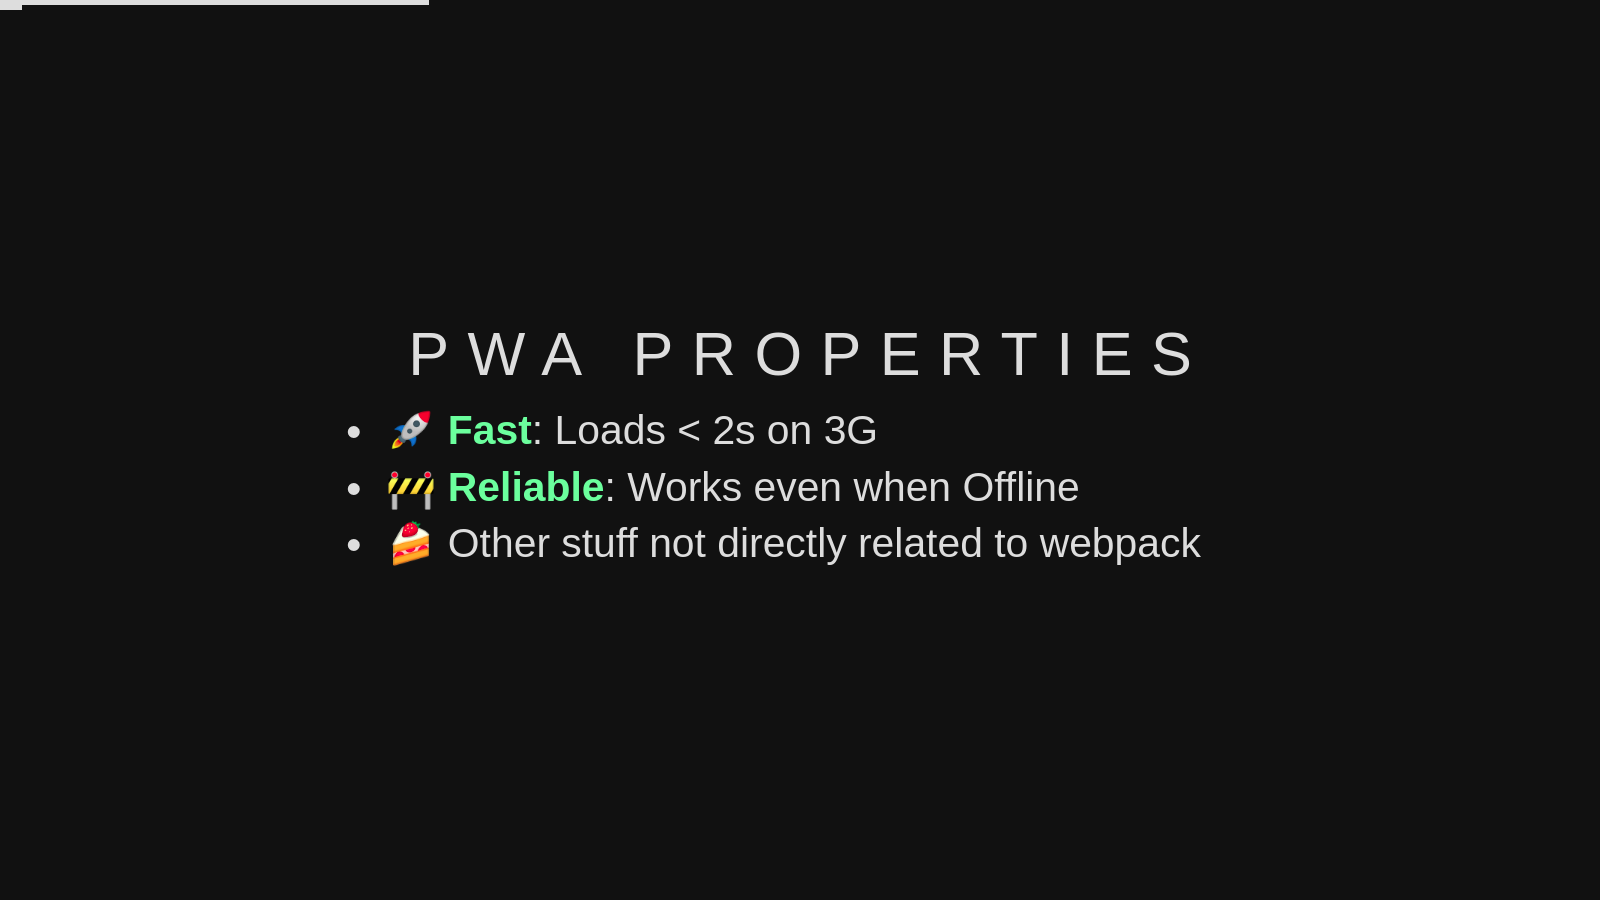 PWA PROPERTIES
• 🚀 Fast: Loads < 2s on 3G
• 🚧 Reliable: Works even when Offline
• 🍰 Other stuff not directly related to webpack